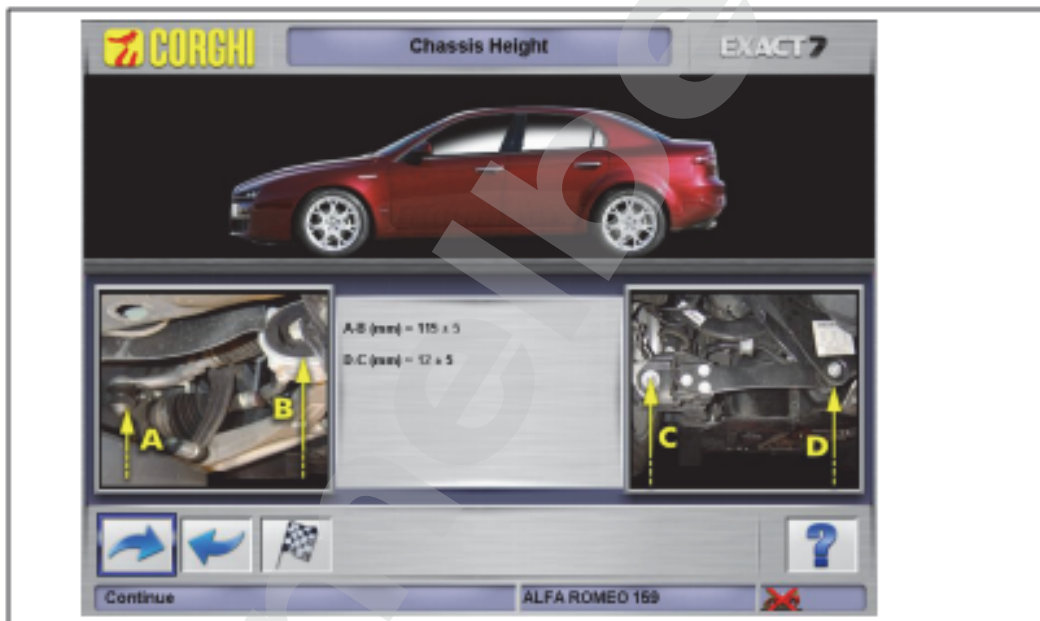 CORGHI
Chassis Height
EXACT 7
A-B (mm) = 115 ± 5
D-C (mm) = 12 ± 5
A
B
C
D
?
Continue
ALFA ROMEO 159